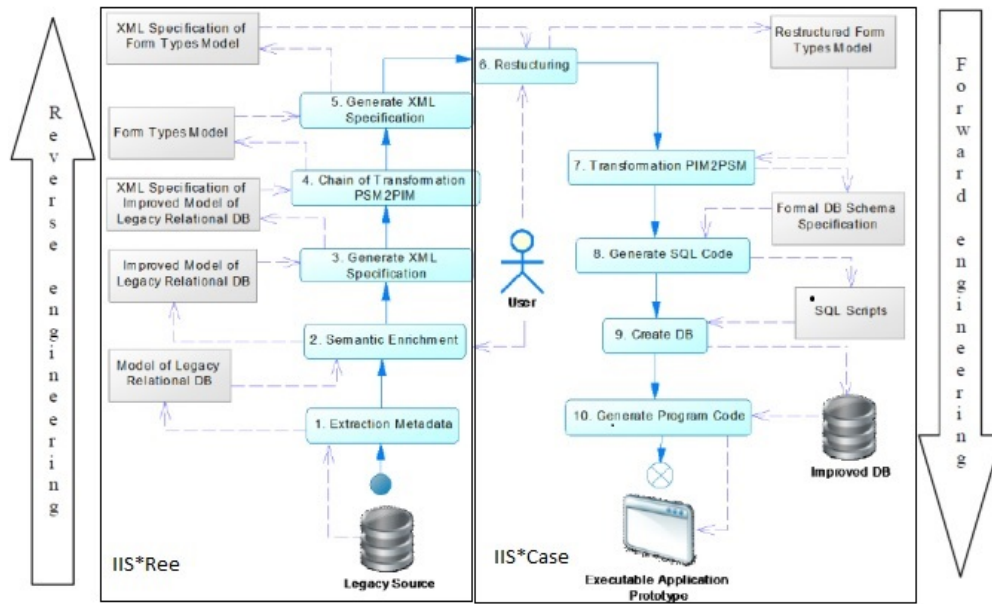 Reverse engineering
XML Specification of
Form Types Model
5. Generate XML
Specification
Form Types Model
4. Chain of Transformation
PSM2PIM
XML Specification of
Improved Model of
Legacy Relational DB
3. Generate XML
Specification
Improved Model of
Legacy Relational DB
2. Semantic Enrichment
Model of Legacy
Relational DB
1. Extraction Metadata
Legacy Source
IIS*Ree
6. Restucturing
Restructured Form
Types Model
7. Transformation PIM2PSM
Formal DB Schema
Specification
8. Generate SQL Code
User
SQL Scripts
9. Create DB
10. Generate Program Code
Improved DB
Executable Application
Prototype
IIS*Case
Forward engineering